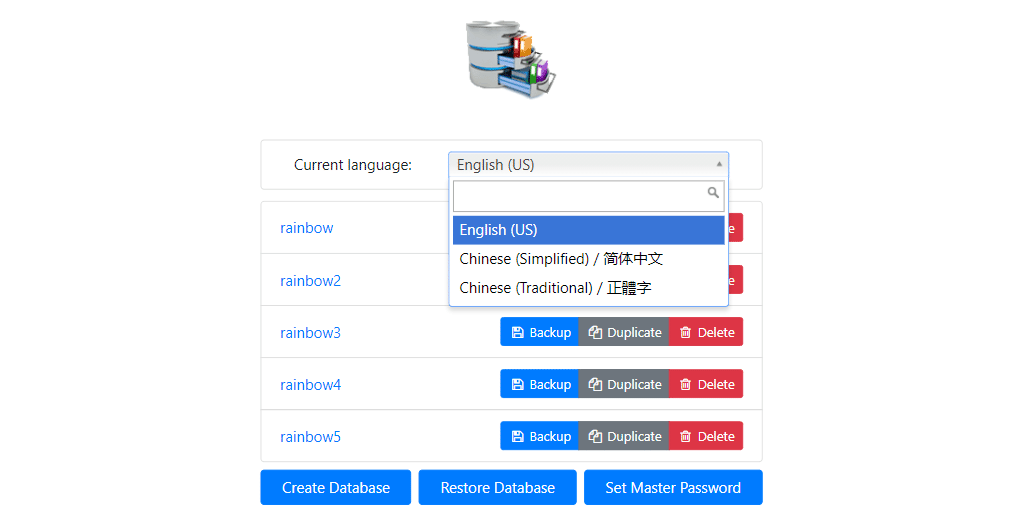 Current language: English (US)
English (US)
Chinese (Simplified) / 简体中文
Chinese (Traditional) / 正體字
rainbow
rainbow2
rainbow3 Backup Duplicate Delete
rainbow4 Backup Duplicate Delete
rainbow5 Backup Duplicate Delete
Create Database Restore Database Set Master Password